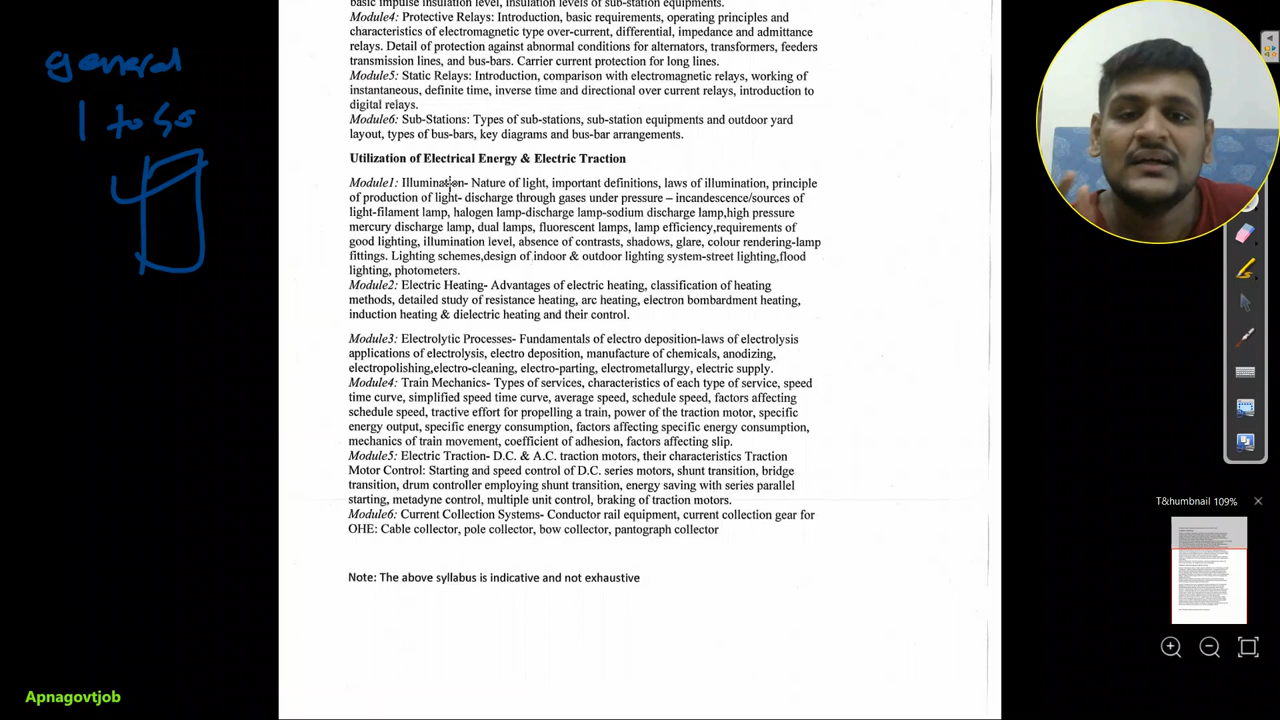 basic impulse insulation level, insulation levels of sub-station equipments.
Module4: Protective Relays: Introduction, basic requirements, operating principles and
characteristics of electromagnetic type over-current, differential, impedance and admittance
relays. Detail of protection against abnormal conditions for alternators, transformers, feeders
transmission lines, and bus-bars. Carrier current protection for long lines.
Module5: Static Relays: Introduction, comparison with electromagnetic relays, working of
instantaneous, definite time, inverse time and directional over current relays, introduction to
digital relays.
Module6: Sub-Stations: Types of sub-stations, sub-station equipments and outdoor yard
layout, types of bus-bars, key diagrams and bus-bar arrangements.
general
1 to 50
Utilization of Electrical Energy & Electric Traction
Module1: Illumination- Nature of light, important definitions, laws of illumination, principle
of production of light- discharge through gases under pressure – incandescence/sources of
light-filament lamp, halogen lamp-discharge lamp-sodium discharge lamp,high pressure
mercury discharge lamp, dual lamps, fluorescent lamps, lamp efficiency,requirements of
good lighting, illumination level, absence of contrasts, shadows, glare, colour rendering-lamp
fittings. Lighting schemes,design of indoor & outdoor lighting system-street lighting,flood
lighting, photometers.
Module2: Electric Heating- Advantages of electric heating, classification of heating
methods, detailed study of resistance heating, arc heating, electron bombardment heating,
induction heating & dielectric heating and their control.
Module3: Electrolytic Processes- Fundamentals of electro deposition-laws of electrolysis
applications of electrolysis, electro deposition, manufacture of chemicals, anodizing,
electropolishing,electro-cleaning, electro-parting, electrometallurgy, electric supply.
Module4: Train Mechanics- Types of services, characteristics of each type of service, speed
time curve, simplified speed time curve, average speed, schedule speed, factors affecting
schedule speed, tractive effort for propelling a train, power of the traction motor, specific
energy output, specific energy consumption, factors affecting specific energy consumption,
mechanics of train movement, coefficient of adhesion, factors affecting slip.
Module5: Electric Traction- D.C. & A.C. traction motors, their characteristics Traction
Motor Control: Starting and speed control of D.C. series motors, shunt transition, bridge
transition, drum controller employing shunt transition, energy saving with series parallel
starting, metadyne control, multiple unit control, braking of traction motors.
Module6: Current Collection Systems- Conductor rail equipment, current collection gear for
OHE: Cable collector, pole collector, bow collector, pantograph collector
Note: The above syllabus is indicative and not exhaustive
T&humbnail 109%
Apnagovtjob